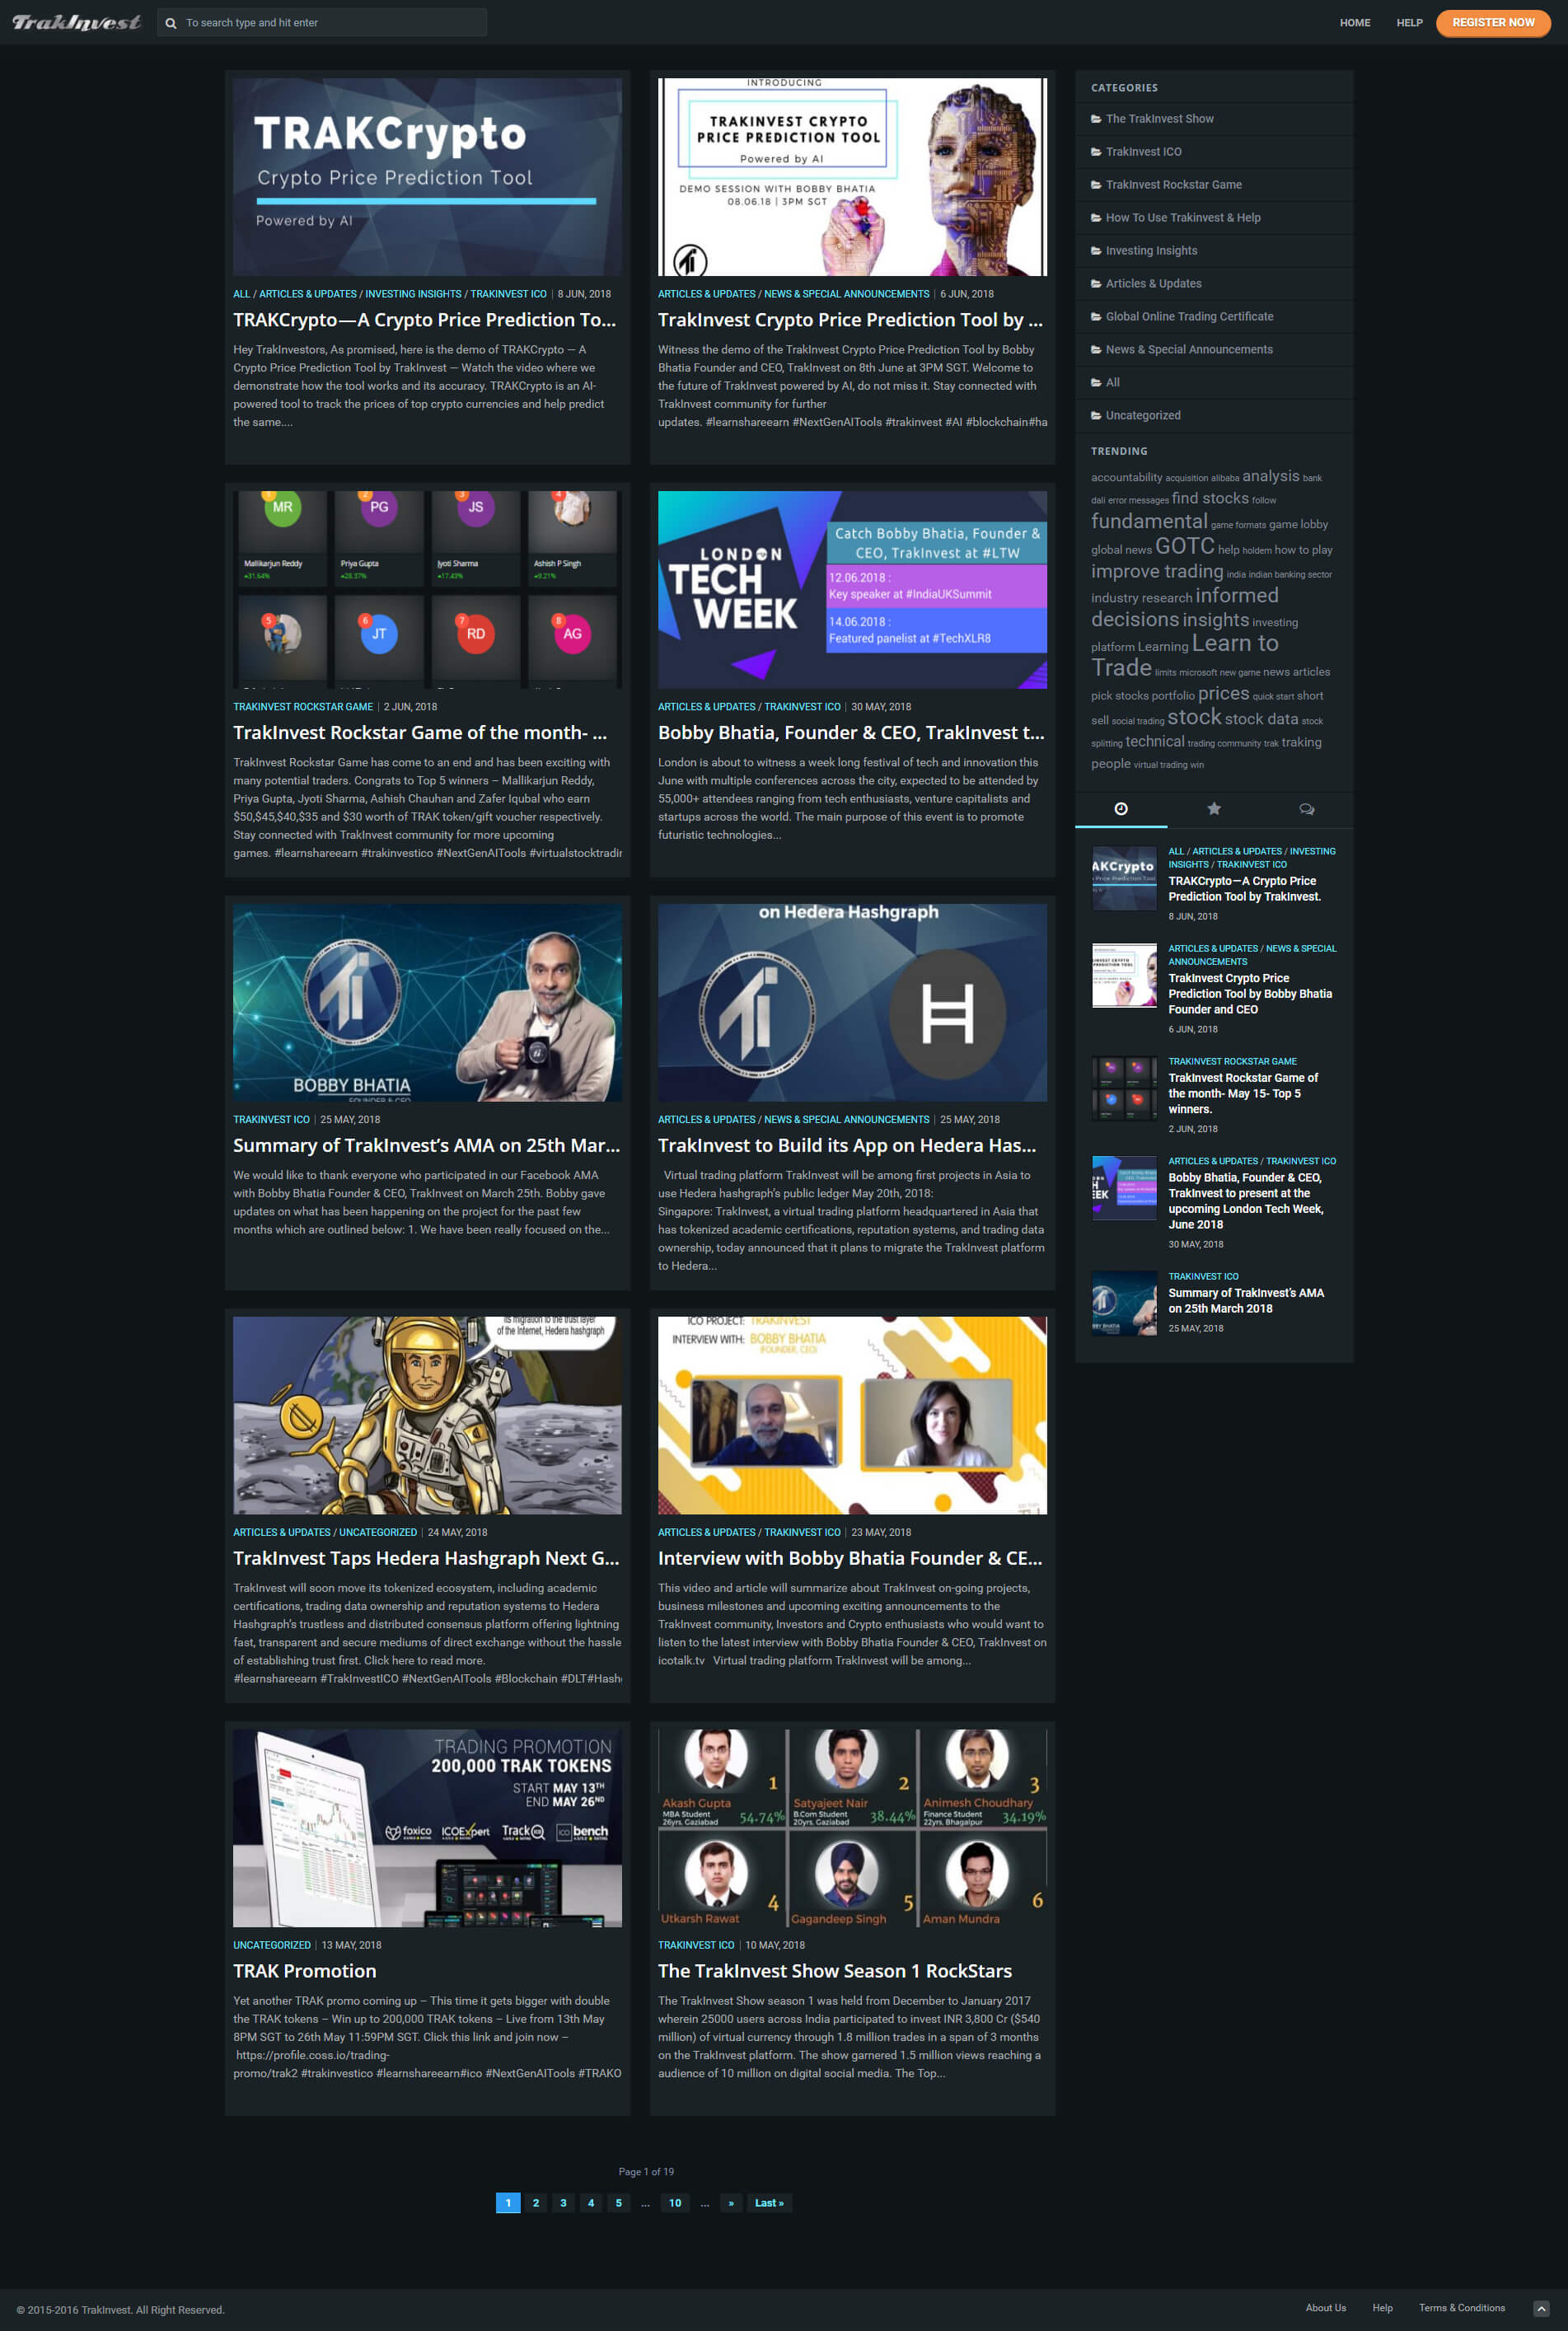 TrakInvest
To search type and hit enter
HOME
HELP
REGISTER NOW
TRAKCrypto
Crypto Price Prediction Tool
Powered by AI
ALL / ARTICLES & UPDATES / INVESTING INSIGHTS / TRAKINVEST ICO | 8 JUN, 2018
TRAKCrypto—A Crypto Price Prediction To...
Hey TrakInvestors, As promised, here is the demo of TRAKCrypto — A
Crypto Price Prediction Tool by TrakInvest — Watch the video where we
demonstrate how the tool works and its accuracy. TRAKCrypto is an AI-
powered tool to track the prices of top crypto currencies and help predict
the same....
INTRODUCING
TRAKINVEST CRYPTO
PRICE PREDICTION TOOL
Powered by AI
DEMO SESSION WITH BOBBY BHATIA
08.06.18 | 3PM SGT
ARTICLES & UPDATES / NEWS & SPECIAL ANNOUNCEMENTS | 6 JUN, 2018
TrakInvest Crypto Price Prediction Tool by ...
Witness the demo of the TrakInvest Crypto Price Prediction Tool by Bobby
Bhatia Founder and CEO, TrakInvest on 8th June at 3PM SGT. Welcome to
the future of TrakInvest powered by AI, do not miss it. Stay connected with
TrakInvest community for further
updates. #learnshareearn #NextGenAITools #trakinvest #AI #blockchain#ha
1 2 3 4
MR PG JS
Mallikarjun Reddy Priya Gupta Jyoti Sharma Ashish P Singh
+31.64% +28.37% +17.43% +9.21%
5 6 7 8
JT RD AG
TRAKINVEST ROCKSTAR GAME | 2 JUN, 2018
TrakInvest Rockstar Game of the month- ...
TrakInvest Rockstar Game has come to an end and has been exciting with
many potential traders. Congrats to Top 5 winners – Mallikarjun Reddy,
Priya Gupta, Jyoti Sharma, Ashish Chauhan and Zafer Iqubal who earn
$50,$45,$40,$35 and $30 worth of TRAK token/gift voucher respectively.
Stay connected with TrakInvest community for more upcoming
games. #learnshareearn #trakinvestico #NextGenAITools #virtualstocktradin
LONDON
TECH
WEEK
Catch Bobby Bhatia, Founder &
CEO, TrakInvest at #LTW
12.06.2018 :
Key speaker at #IndiaUKSummit
14.06.2018 :
Featured panelist at #TechXLR8
ARTICLES & UPDATES / TRAKINVEST ICO | 30 MAY, 2018
Bobby Bhatia, Founder & CEO, TrakInvest t...
London is about to witness a week long festival of tech and innovation this
June with multiple conferences across the city, expected to be attended by
55,000+ attendees ranging from tech enthusiasts, venture capitalists and
startups across the world. The main purpose of this event is to promote
futuristic technologies...
BOBBY BHATIA
FOUNDER & CEO
TRAKINVEST ICO | 25 MAY, 2018
Summary of TrakInvest's AMA on 25th Mar...
We would like to thank everyone who participated in our Facebook AMA
with Bobby Bhatia Founder & CEO, TrakInvest on March 25th. Bobby gave
updates on what has been happening on the project for the past few
months which are outlined below: 1. We have been really focused on the...
on Hedera Hashgraph
H
ARTICLES & UPDATES / NEWS & SPECIAL ANNOUNCEMENTS | 25 MAY, 2018
TrakInvest to Build its App on Hedera Has...
Virtual trading platform TrakInvest will be among first projects in Asia to
use Hedera hashgraph's public ledger May 20th, 2018:
Singapore: TrakInvest, a virtual trading platform headquartered in Asia that
has tokenized academic certifications, reputation systems, and trading data
ownership, today announced that it plans to migrate the TrakInvest platform
to Hedera...
its migration to the trust layer
of the Internet, Hedera hashgraph
ARTICLES & UPDATES / UNCATEGORIZED | 24 MAY, 2018
TrakInvest Taps Hedera Hashgraph Next G...
TrakInvest will soon move its tokenized ecosystem, including academic
certifications, trading data ownership and reputation systems to Hedera
Hashgraph's trustless and distributed consensus platform offering lightning
fast, transparent and secure mediums of direct exchange without the hassle
of establishing trust first. Click here to read more.
#learnshareearn #TrakInvestICO #NextGenAITools #Blockchain #DLT#Hash
ICO PROJECT: TRAKINVEST
INTERVIEW WITH: BOBBY BHATIA
(FOUNDER, CEO)
ARTICLES & UPDATES / TRAKINVEST ICO | 23 MAY, 2018
Interview with Bobby Bhatia Founder & CE...
This video and article will summarize about TrakInvest on-going projects,
business milestones and upcoming exciting announcements to the
TrakInvest community, Investors and Crypto enthusiasts who would want to
listen to the latest interview with Bobby Bhatia Founder & CEO, TrakInvest on
icotalk.tv Virtual trading platform TrakInvest will be among...
TRADING PROMOTION
200,000 TRAK TOKENS
START MAY 13TH
END MAY 26ND
foxico ICOExpert Track ICO bench
UNCATEGORIZED | 13 MAY, 2018
TRAK Promotion
Yet another TRAK promo coming up – This time it gets bigger with double
the TRAK tokens – Win up to 200,000 TRAK tokens – Live from 13th May
8PM SGT to 26th May 11:59PM SGT. Click this link and join now –
https://profile.coss.io/trading-
promo/trak2 #trakinvestico #learnshareearn#ico #NextGenAITools #TRAKO
1 2 3
Akash Gupta Satyajeet Nair Animesh Choudhary
MBA Student B.Com Student Finance Student
26yrs, Gaziabad 54.74% 20yrs, Gaziabad 38.44% 22yrs, Bhagalpur 34.19%
4 5 6
Utkarsh Rawat Gagandeep Singh Aman Mundra
TRAKINVEST ICO | 10 MAY, 2018
The TrakInvest Show Season 1 RockStars
The TrakInvest Show season 1 was held from December to January 2017
wherein 25000 users across India participated to invest INR 3,800 Cr ($540
million) of virtual currency through 1.8 million trades in a span of 3 months
on the TrakInvest platform. The show garnered 1.5 million views reaching a
audience of 10 million on digital social media. The Top...
Page 1 of 19
1 2 3 4 5 ... 10 ... » Last »
CATEGORIES
The TrakInvest Show
TrakInvest ICO
TrakInvest Rockstar Game
How To Use Trakinvest & Help
Investing Insights
Articles & Updates
Global Online Trading Certificate
News & Special Announcements
All
Uncategorized
TRENDING
accountability acquisition alibaba analysis bank
dali error messages find stocks follow
fundamental game formats game lobby
global news GOTC help holdem how to play
improve trading india indian banking sector
industry research informed
decisions insights investing
platform Learning Learn to
Trade limits microsoft new game news articles
pick stocks portfolio prices quick start short
sell social trading stock stock data stock
splitting technical trading community trak traking
people virtual trading win
AKCrypto
ALL / ARTICLES & UPDATES / INVESTING
INSIGHTS / TRAKINVEST ICO
TRAKCrypto—A Crypto Price
Prediction Tool by TrakInvest.
8 JUN, 2018
ARTICLES & UPDATES / NEWS & SPECIAL
ANNOUNCEMENTS
TrakInvest Crypto Price
Prediction Tool by Bobby Bhatia
Founder and CEO
6 JUN, 2018
TRAKINVEST ROCKSTAR GAME
TrakInvest Rockstar Game of
the month- May 15- Top 5
winners.
2 JUN, 2018
ARTICLES & UPDATES / TRAKINVEST ICO
Bobby Bhatia, Founder & CEO,
TrakInvest to present at the
upcoming London Tech Week,
June 2018
30 MAY, 2018
TRAKINVEST ICO
Summary of TrakInvest's AMA
on 25th March 2018
25 MAY, 2018
© 2015-2016 TrakInvest. All Right Reserved.
About Us
Help
Terms & Conditions